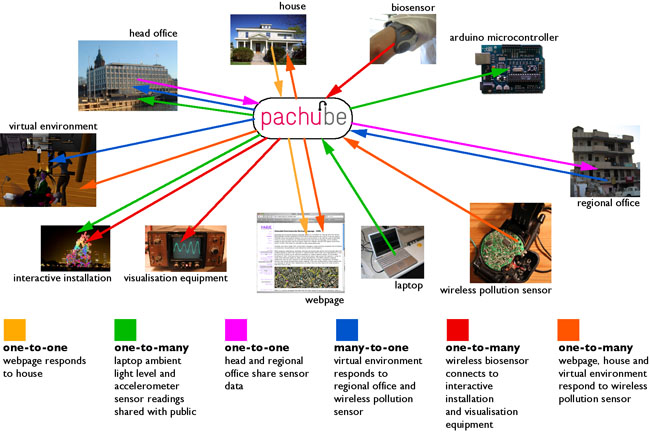 house
biosensor
head office
arduino microcontroller
pachube
virtual environment
regional office
interactive installation
visualisation equipment
webpage
laptop
wireless pollution sensor
one-to-one
webpage responds
to house
one-to-many
laptop ambient
light level and
accelerometer
sensor readings
shared with public
one-to-one
head and regional
office share sensor
data
many-to-one
virtual environment
responds to
regional office and
wireless pollution
sensor
one-to-many
wireless biosensor
connects to
interactive
installation
and visualisation
equipment
one-to-many
webpage, house and
virtual environment
respond to wireless
pollution sensor